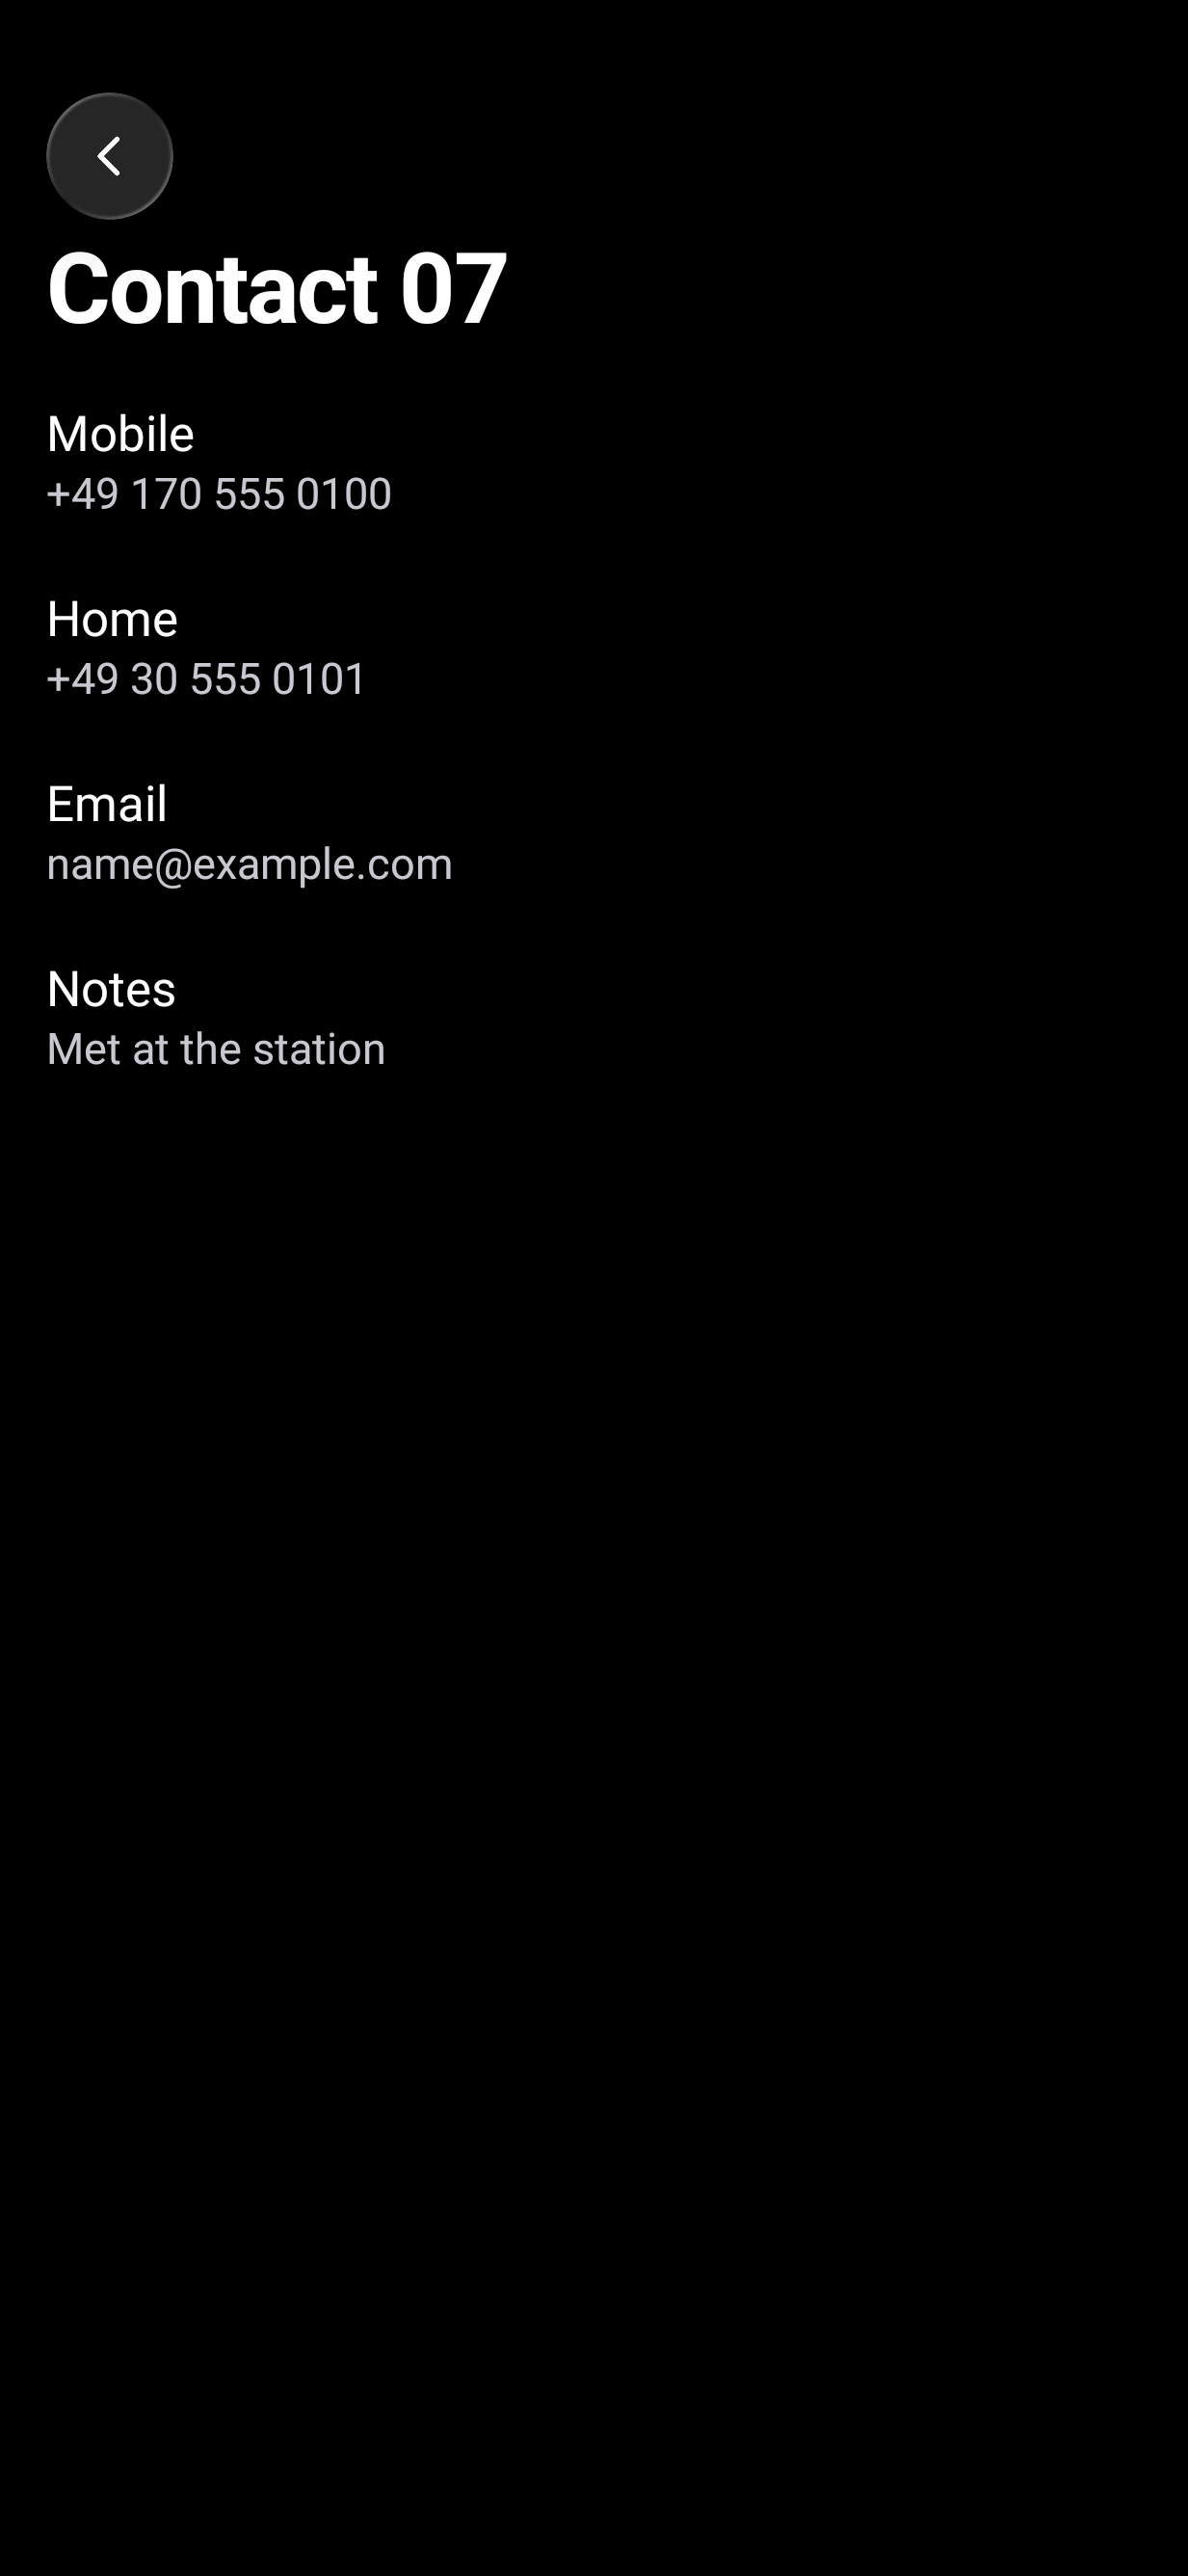 Contact 07
Mobile
+49 170 555 0100
Home
+49 30 555 0101
Email
name@example.com
Notes
Met at the station